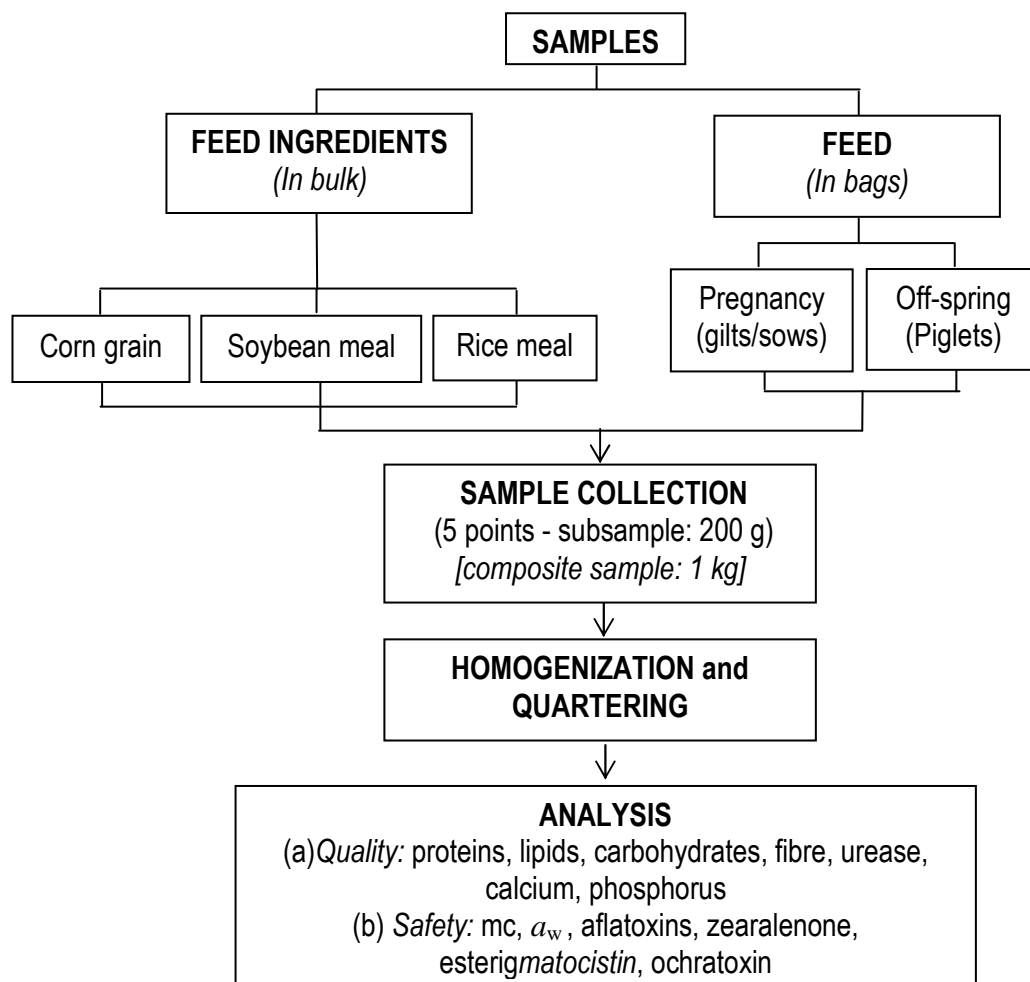 SAMPLES
FEED INGREDIENTS
(In bulk)
FEED
(In bags)
Corn grain
Soybean meal
Rice meal
Pregnancy
(gilts/sows)
Off-spring
(Piglets)
SAMPLE COLLECTION
(5 points - subsample: 200 g)
[composite sample: 1 kg]
HOMOGENIZATION and
QUARTERING
ANALYSIS
(a)Quality: proteins, lipids, carbohydrates, fibre, urease,
calcium, phosphorus
(b) Safety: mc, aw, aflatoxins, zearalenone,
esterigmatocistin, ochratoxin